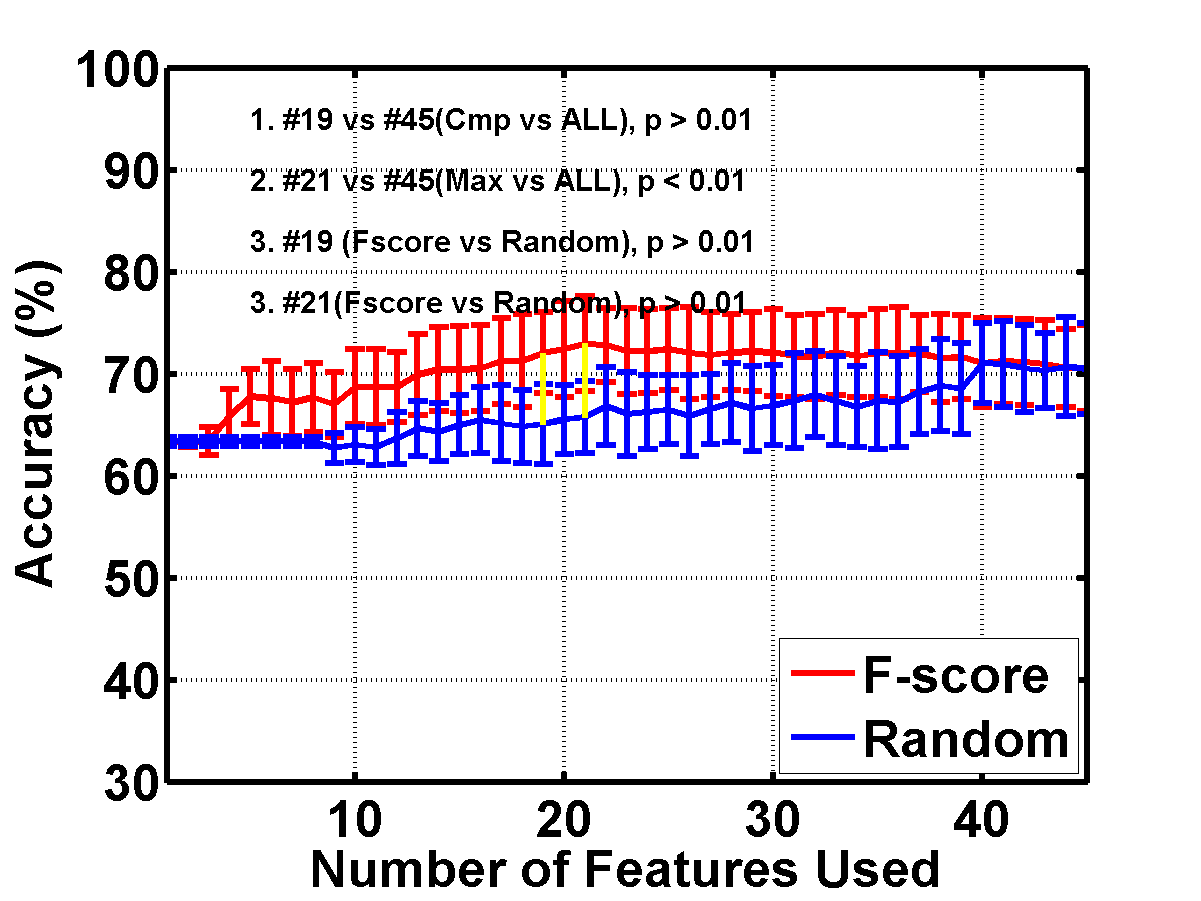 100
1. #19 vs #45(Cmp vs ALL), p > 0.01
90
2. #21 vs #45(Max vs ALL), p < 0.01
3. #19 (Fscore vs Random), p > 0.01
80
3. #21(Fscore vs Random), p > 0.01
70
60
50
40
30
Accuracy (%)
F-score
Random
10 20 30 40
Number of Features Used